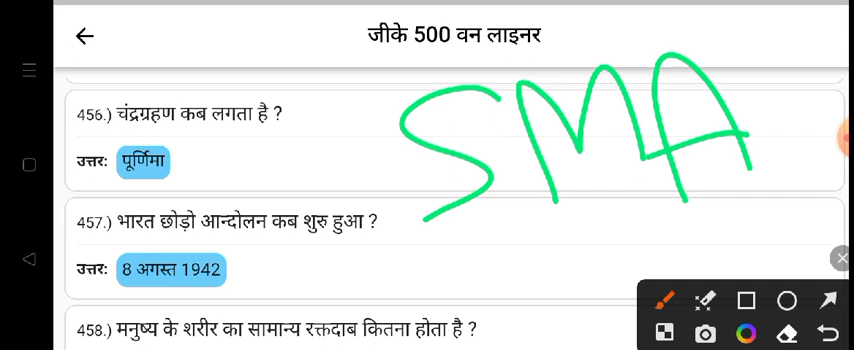 जीके 500 वन लाइनर
456.) चंद्रग्रहण कब लगता है ?
उत्तर: पूर्णिमा
SMA
457.) भारत छोड़ो आन्दोलन कब शुरु हुआ ?
उत्तर: 8 अगस्त 1942
458.) मनुष्य के शरीर का सामान्य रक्तदाब कितना होता है ?